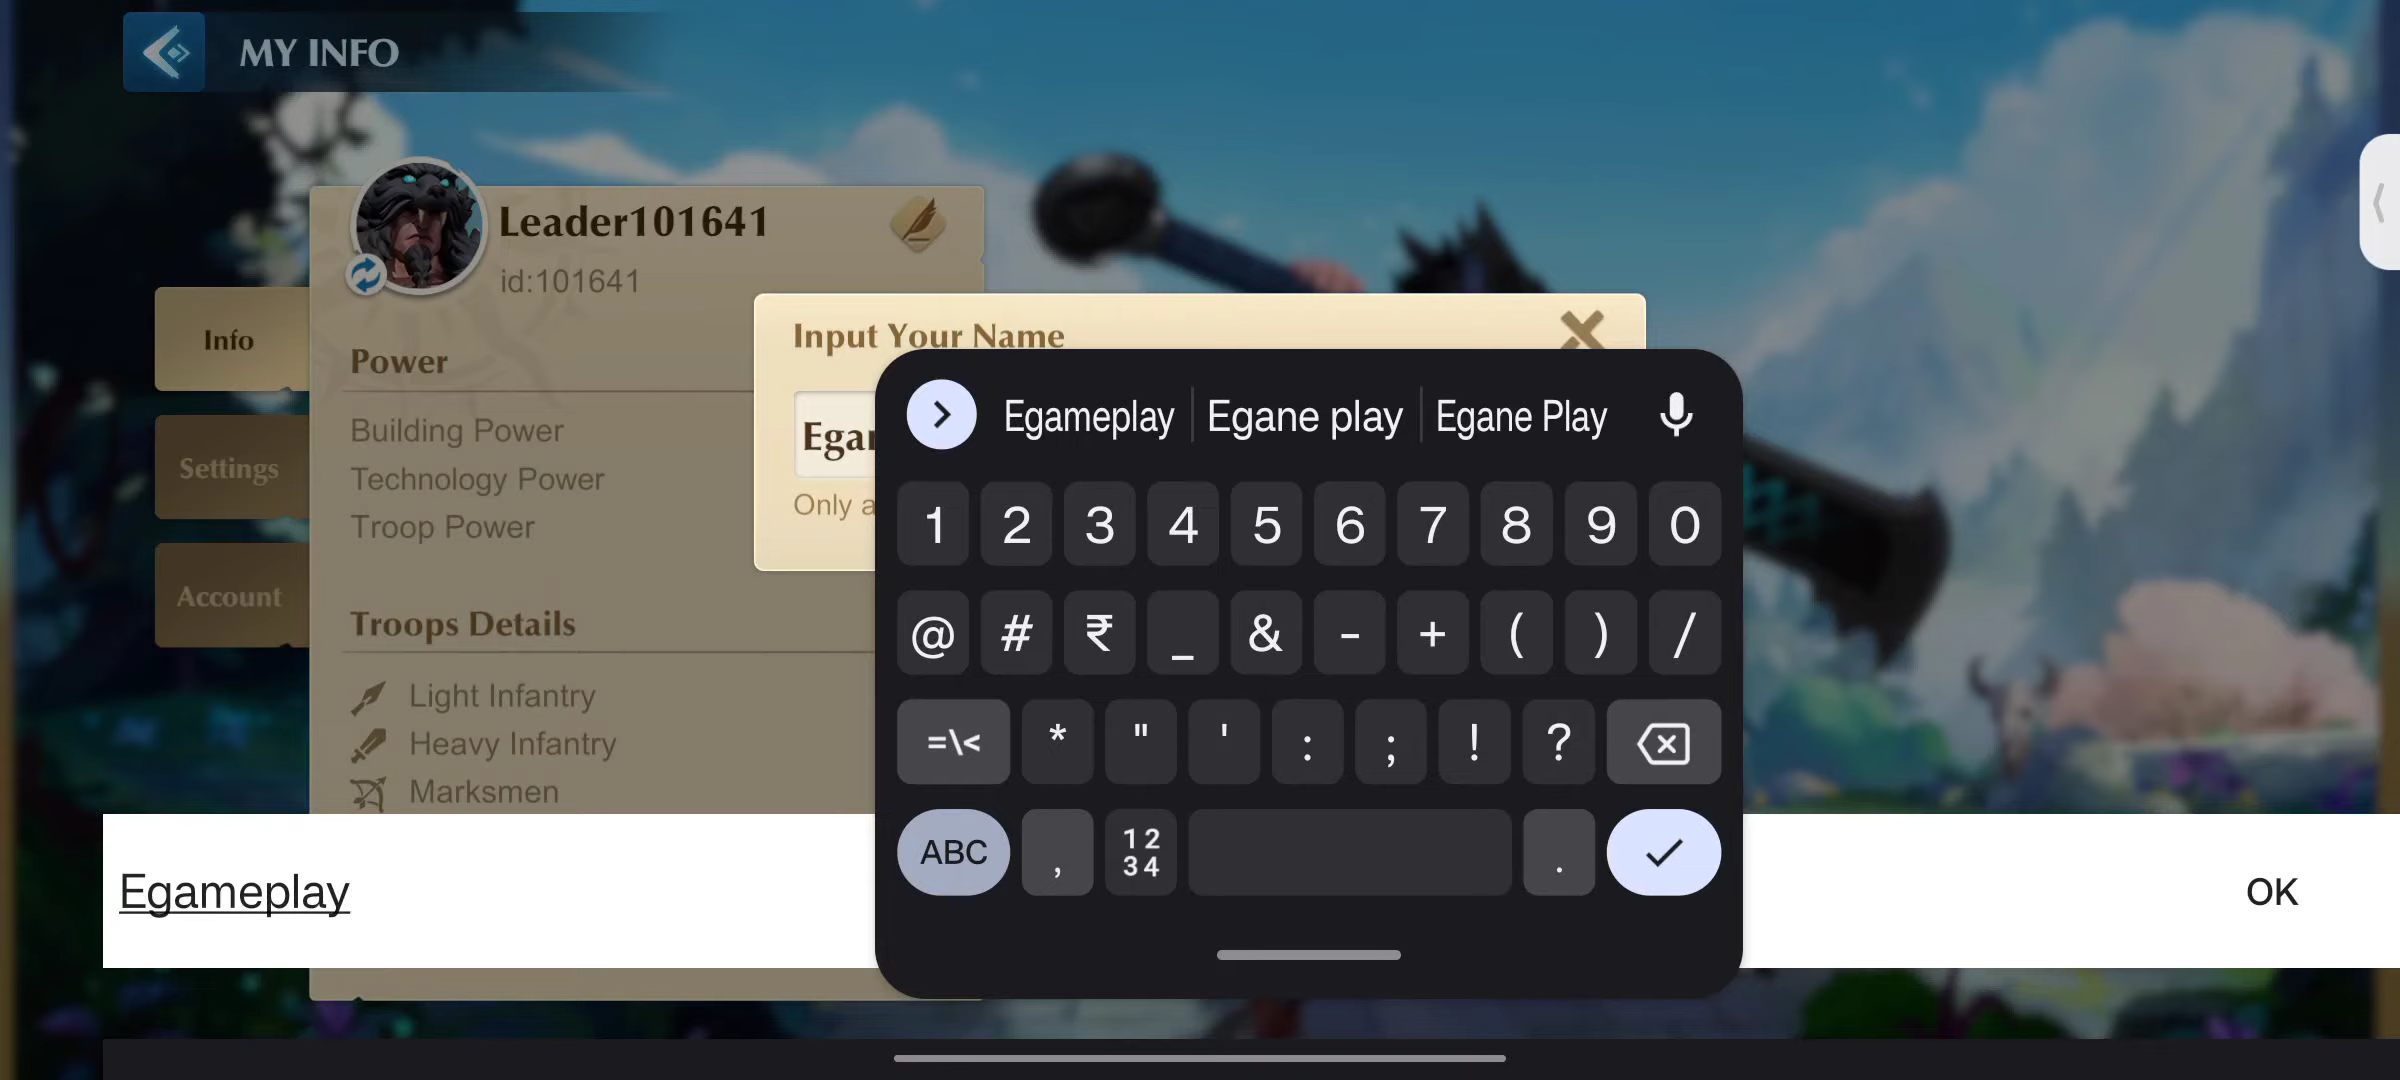 MY INFO
Leader101641
id:101641
Info
Settings
Account
Power
Building Power
Technology Power
Troop Power
Troops Details
Light Infantry
Heavy Infantry
Marksmen
Input Your Name
Only
Egameplay | Egane play | Egane Play
1 2 3 4 5 6 7 8 9 0
@ # ₹ _ & - + ( ) /
=\< * " ' : ; ! ?
ABC , 12 34 .
Egameplay
OK